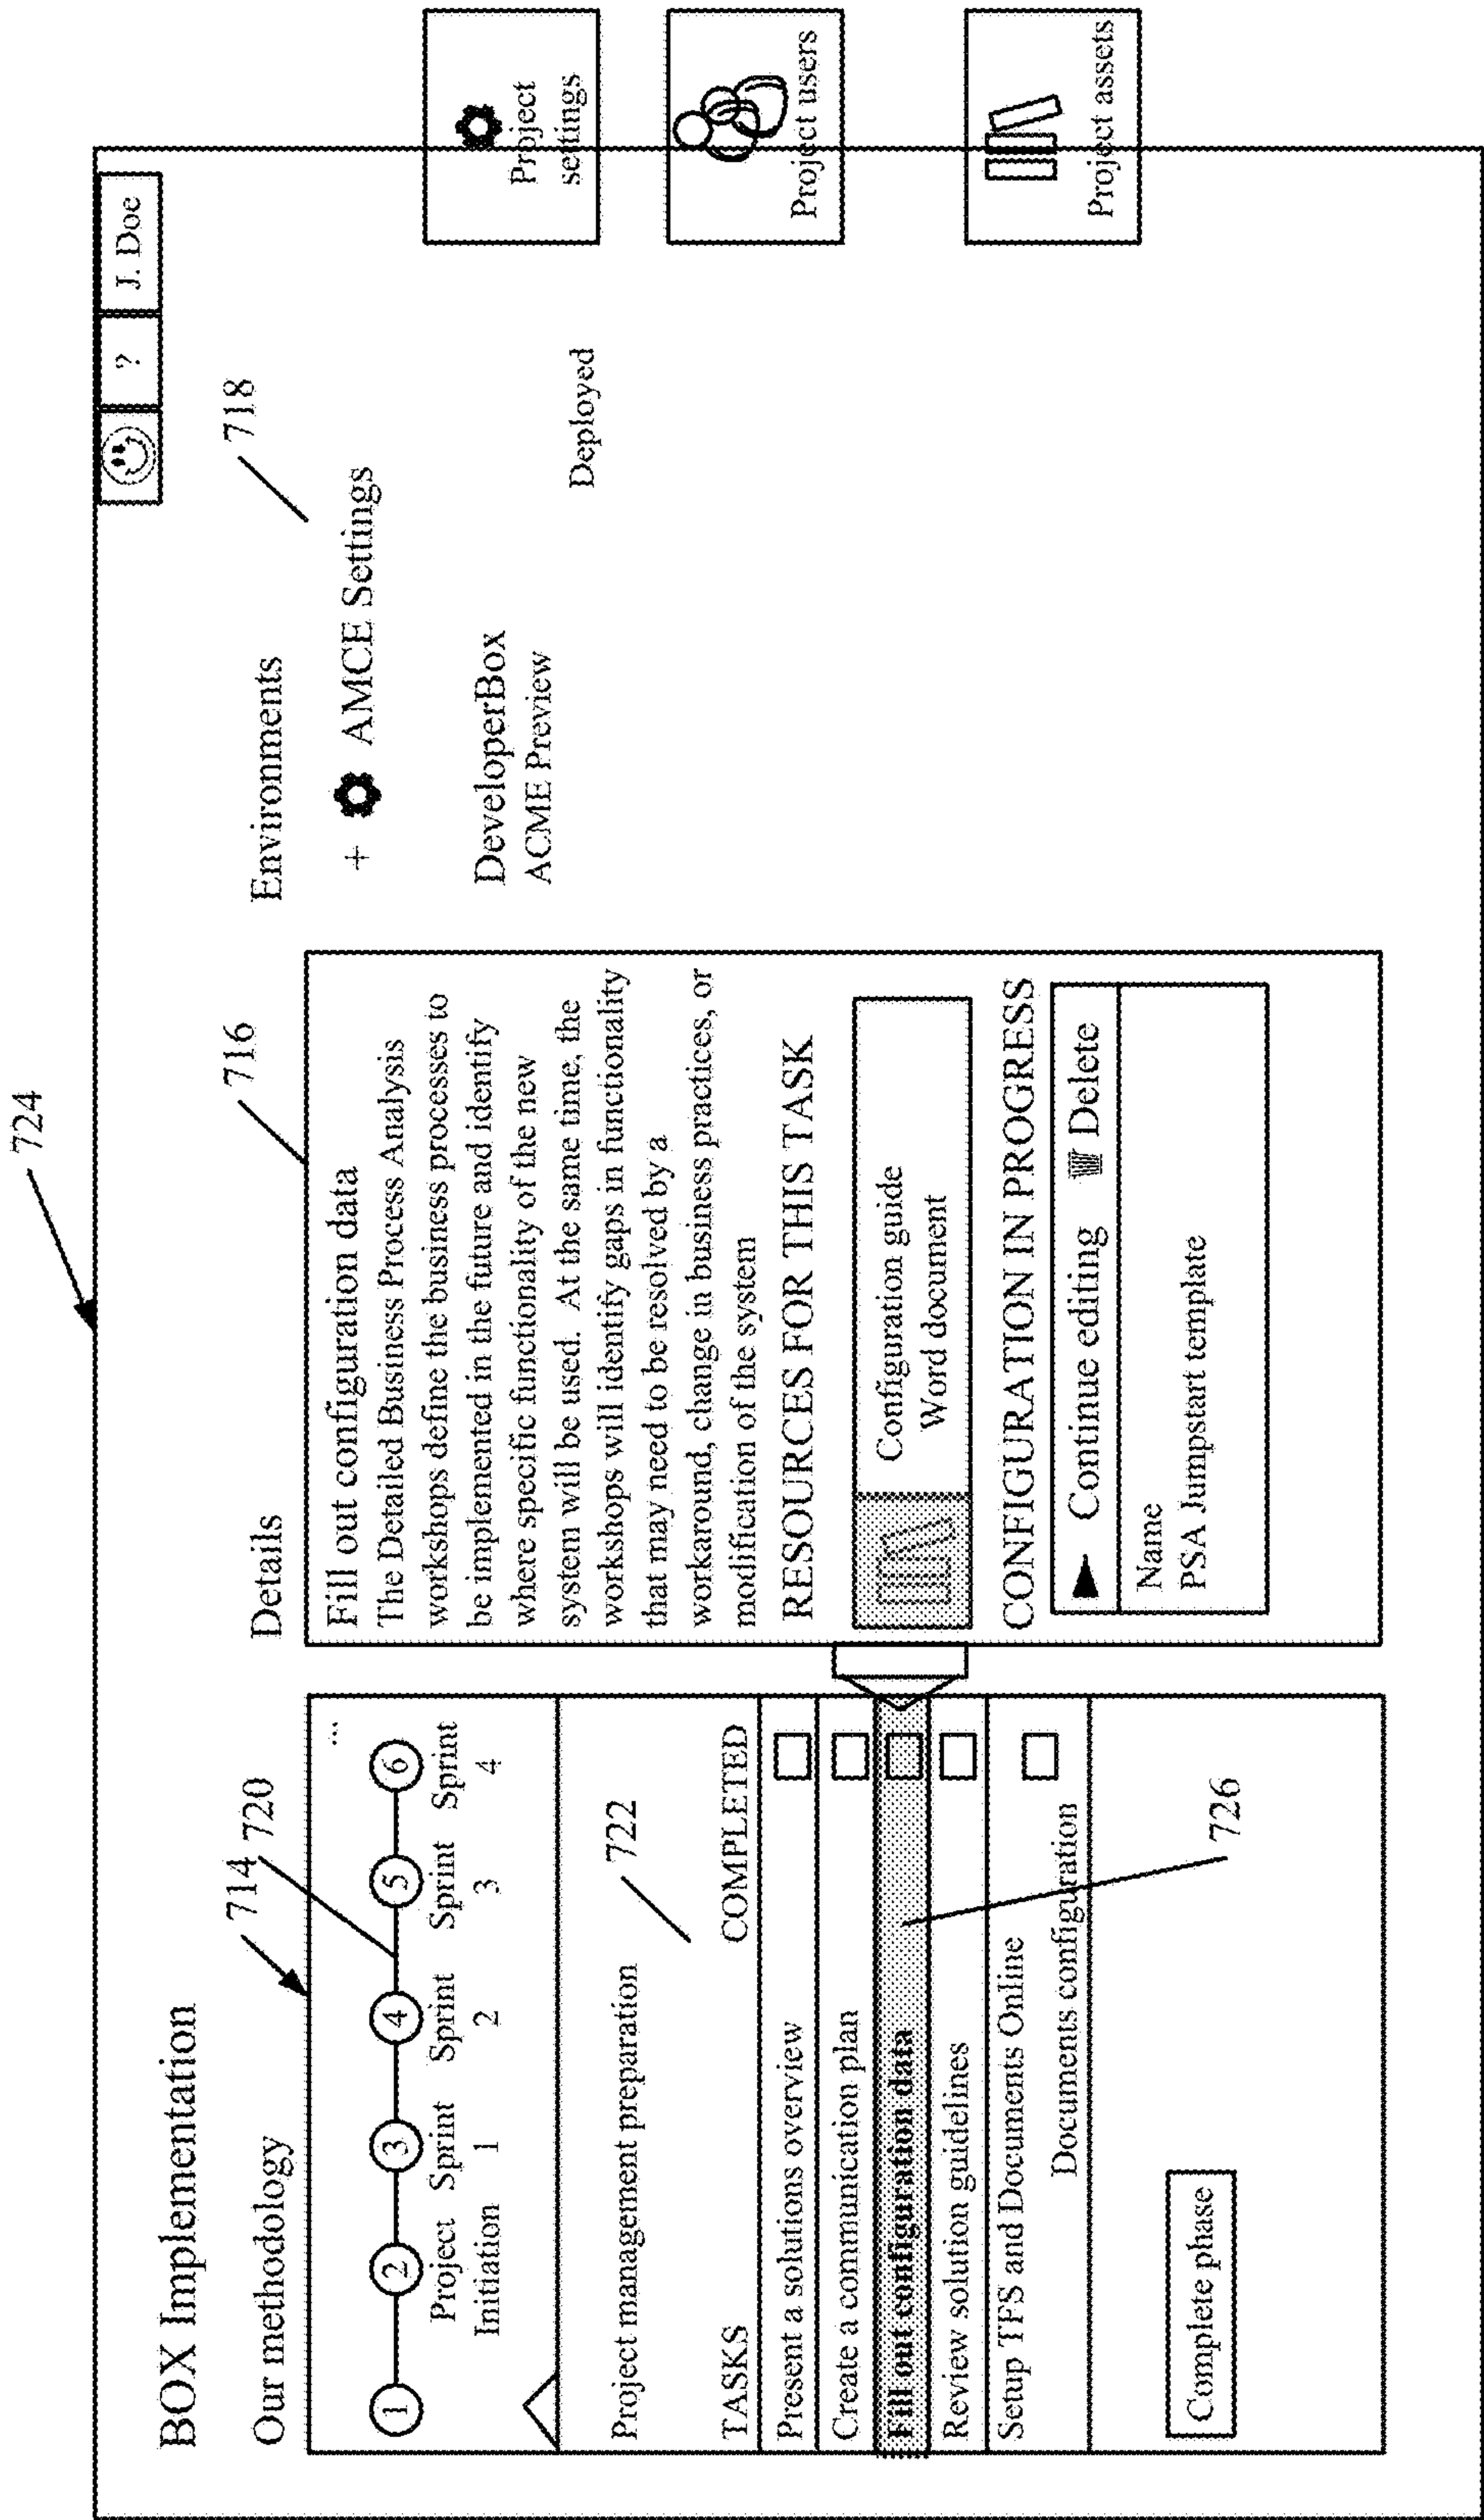 724
BOX Implementation
J. Doe
?
Our methodology
714
720
...
1
2
3
4
5
6
Project Initiation
Sprint 1
Sprint 2
Sprint 3
Sprint 4
Project management preparation
722
TASKS
COMPLETED
Present a solutions overview
Create a communication plan
Fill out configuration data
Review solution guidelines
Setup TFS and Documents Online
Documents configuration
726
Complete phase
Details
716
Fill out configuration data
The Detailed Business Process Analysis
workshops define the business processes to
be implemented in the future and identify
where specific functionality of the new
system will be used. At the same time, the
workshops will identify gaps in functionality
that may need to be resolved by a
workaround, change in business practices, or
modification of the system
RESOURCES FOR THIS TASK
Configuration guide
Word document
CONFIGURATION IN PROGRESS
Continue editing
Delete
Name
PSA Jumpstart template
Environments
718
+ AMCE Settings
DeveloperBox
ACME Preview
Deployed
Project
settings
Project users
Project assets